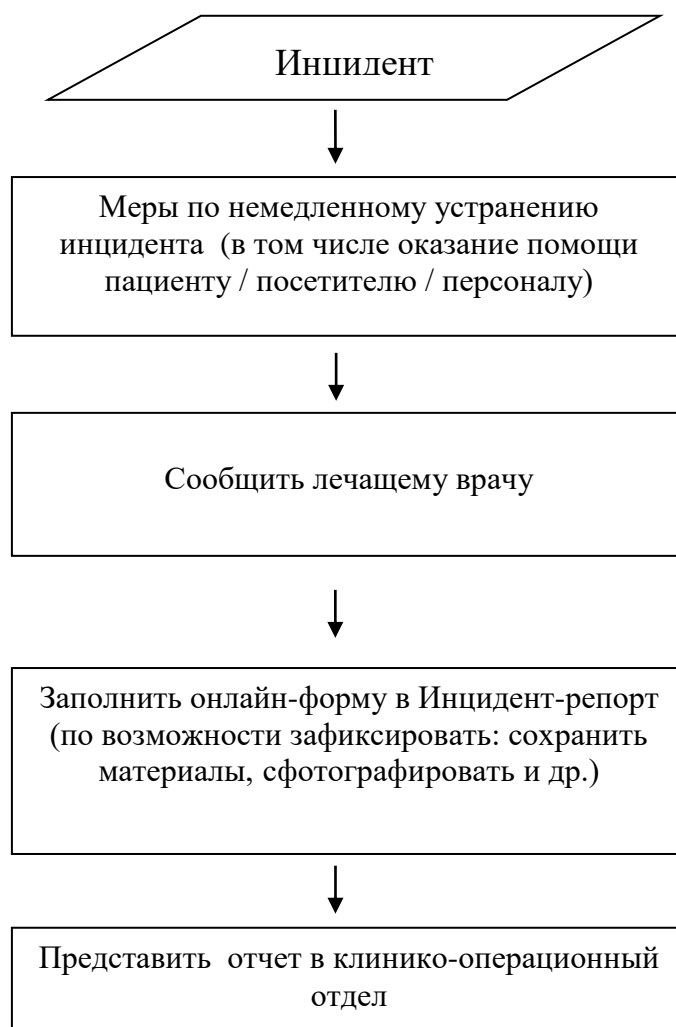 Инцидент
Меры по немедленному устранению
инцидента (в том числе оказание помощи
пациенту / посетителю / персоналу)
Сообщить лечащему врачу
Заполнить онлайн-форму в Инцидент-репорт
(по возможности зафиксировать: сохранить
материалы, сфотографировать и др.)
Представить отчет в клинико-операционный
отдел